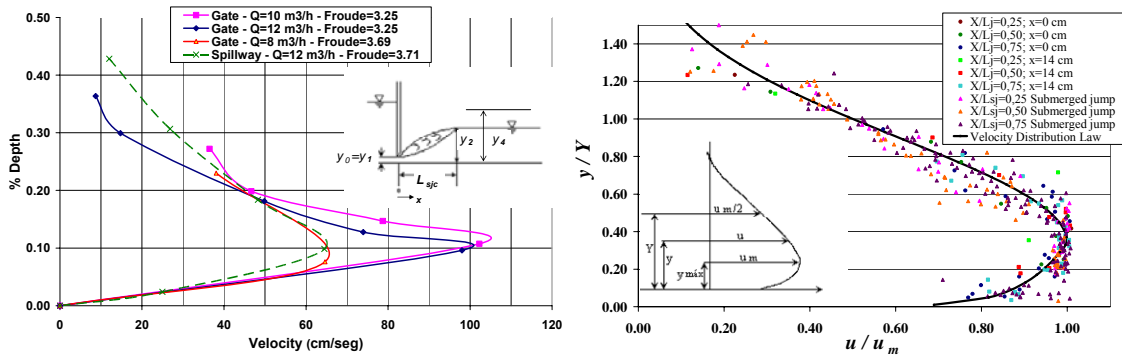 Gate - Q=10 m3/h - Froude=3.25
Gate - Q=12 m3/h - Froude=3.25
Gate - Q=8 m3/h - Froude=3.69
Spillway - Q=12 m3/h - Froude=3.71
0.50
0.40
0.30
0.20
0.10
0.00
% Depth
0
20
40
60
80
100
120
Velocity (cm/seg)
y0=y1
y2
y4
Lsjc
x
X/Lj=0,25; x=0 cm
X/Lj=0,50; x=0 cm
X/Lj=0,75; x=0 cm
X/Lj=0,25; x=14 cm
X/Lj=0,50; x=14 cm
X/Lj=0,75; x=14 cm
X/Lsj=0,25 Submerged jump
X/Lsj=0,50 Submerged jump
X/Lsj=0,75 Submerged jump
Velocity Distribution Law
1.40
1.20
1.00
0.80
0.60
0.40
0.20
0.00
y / Y
0.00
0.20
0.40
0.60
0.80
1.00
u / um
um/2
u
um
Y
y
y máx